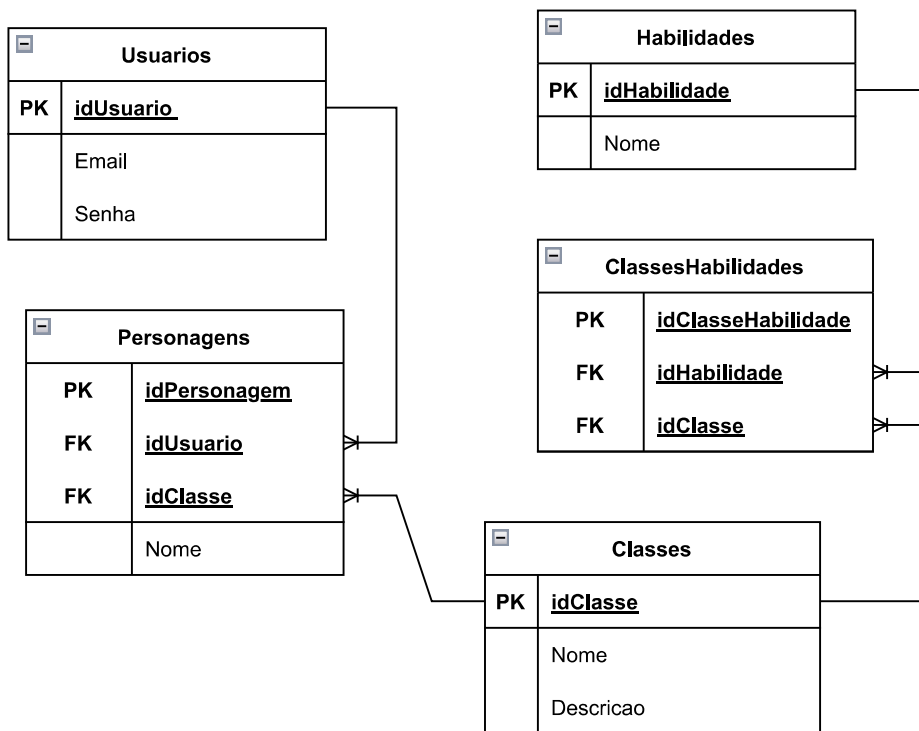 Usuarios
PK idUsuario
Email
Senha
Habilidades
PK idHabilidade
Nome
ClassesHabilidades
PK idClasseHabilidade
FK idHabilidade
FK idClasse
Personagens
PK idPersonagem
FK idUsuario
FK idClasse
Nome
Classes
PK idClasse
Nome
Descricao